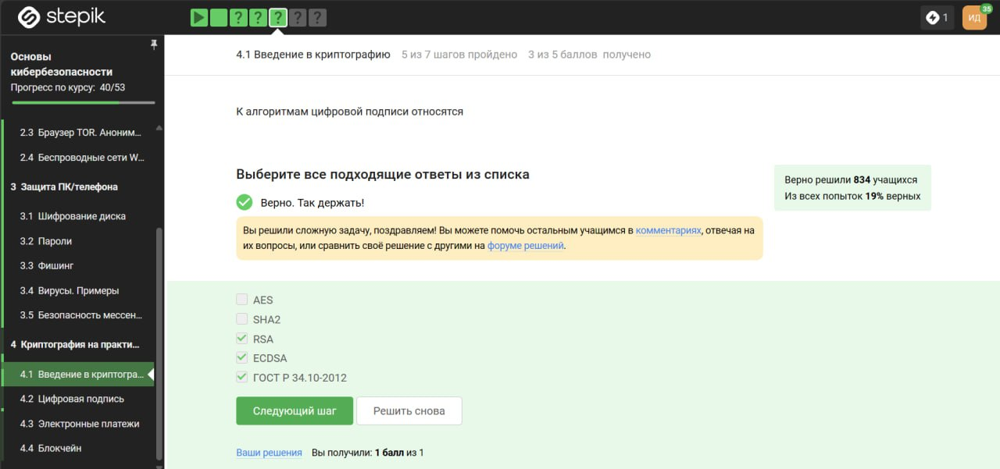 stepik
1
ИД
35
Основы
кибербезопасности
Прогресс по курсу: 40/53
2.3 Браузер TOR. Аноним...
2.4 Беспроводные сети W...
3 Защита ПК/телефона
3.1 Шифрование диска
3.2 Пароли
3.3 Фишинг
3.4 Вирусы. Примеры
3.5 Безопасность мессен...
4 Криптография на практи...
4.1 Введение в криптогра...
4.2 Цифровая подпись
4.3 Электронные платежи
4.4 Блокчейн
4.1 Введение в криптографию 5 из 7 шагов пройдено 3 из 5 баллов получено
К алгоритмам цифровой подписи относятся
Выберите все подходящие ответы из списка
Верно. Так держать!
Вы решили сложную задачу, поздравляем! Вы можете помочь остальным учащимся в комментариях, отвечая на
их вопросы, или сравнить своё решение с другими на форуме решений.
Верно решили 834 учащихся
Из всех попыток 19% верных
AES
SHA2
RSA
ECDSA
ГОСТ Р 34.10-2012
Следующий шаг
Решить снова
Ваши решения Вы получили: 1 балл из 1